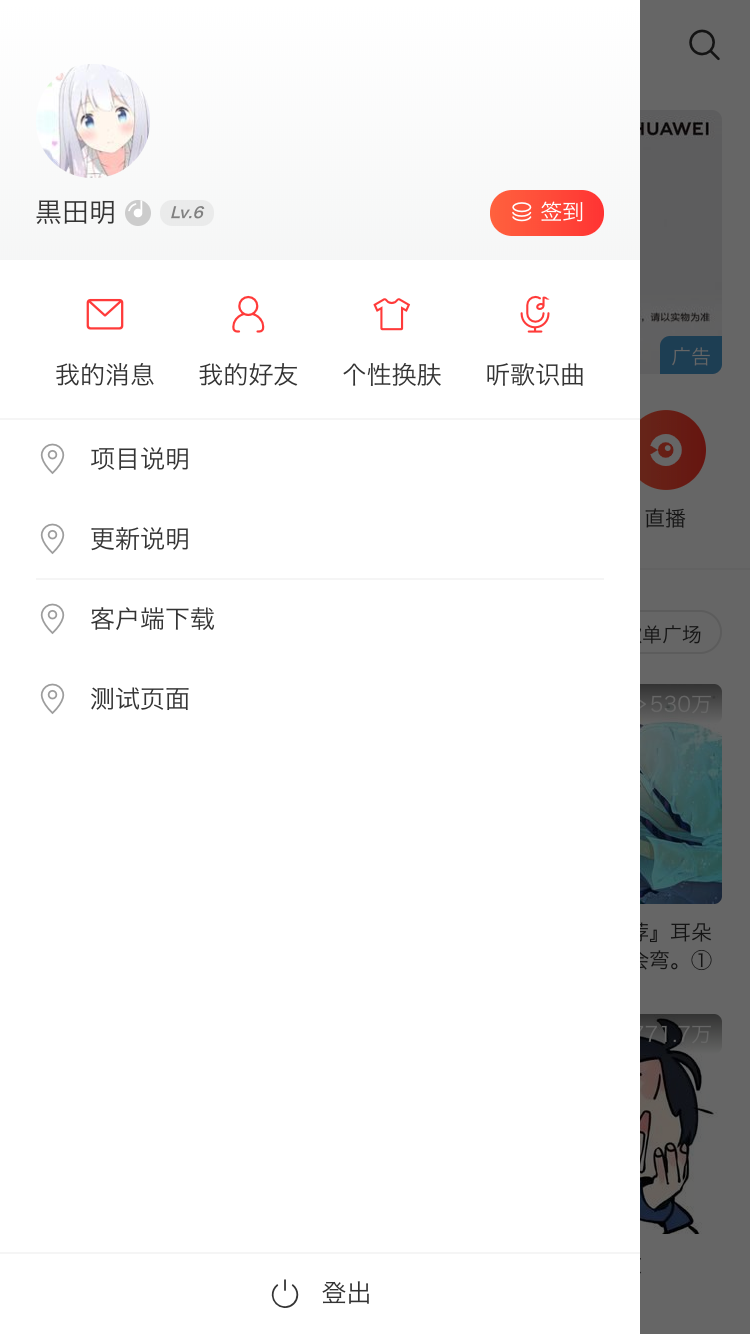 黒田明
Lv.6
签到
我的消息
我的好友
个性换肤
听歌识曲
项目说明
更新说明
客户端下载
测试页面
登出
HUAWEI
，请以实物为准
广告
直播
单广场
530万
』耳朵
弯。①
771.7万